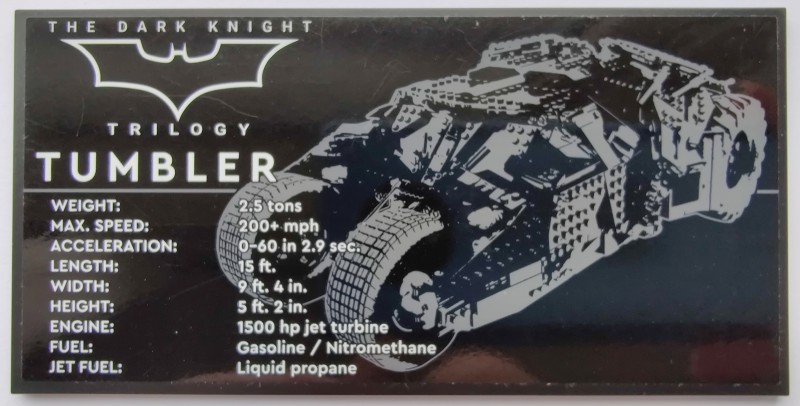 THE DARK KNIGHT
TRILOGY
TUMBLER
WEIGHT: 2.5 tons
MAX. SPEED: 200+ mph
ACCELERATION: 0-60 in 2.9 sec.
LENGTH: 15 ft.
WIDTH: 9 ft. 4 in.
HEIGHT: 5 ft. 2 in.
ENGINE: 1500 hp jet turbine
FUEL: Gasoline / Nitromethane
JET FUEL: Liquid propane